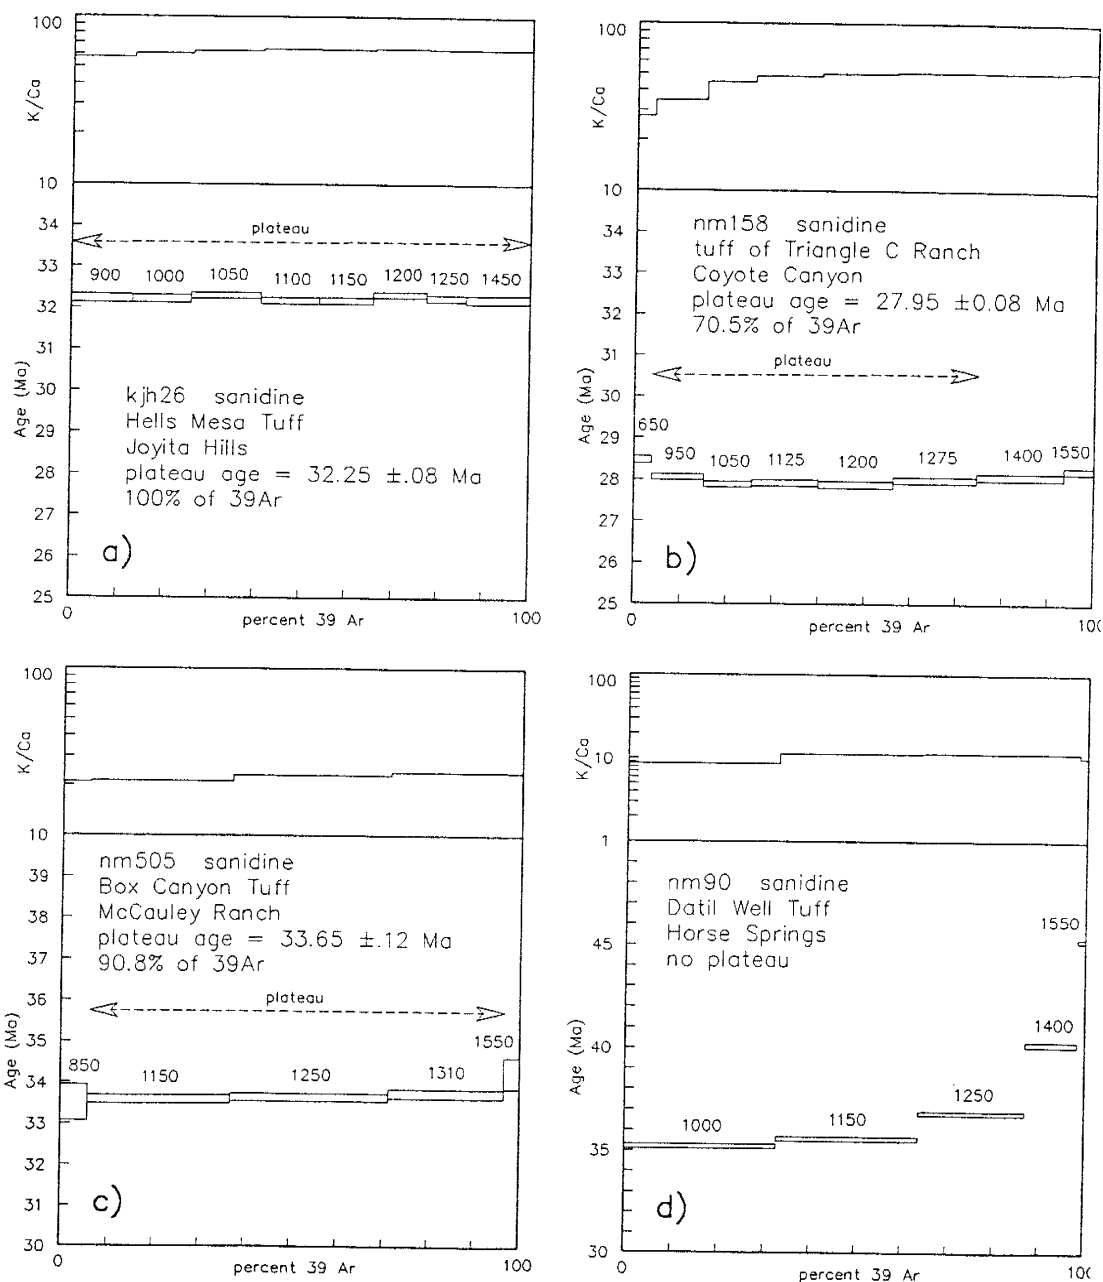 100
K/Ca
10
34
plateau
33
900 1000 1050 1100 1150 1200 1250 1450
32
31
Age (Ma)
30
29
28
27
26
25
kjh26 sanidine
Hells Mesa Tuff
Joyita Hills
plateau age = 32.25 ±.08 Ma
100% of 39Ar
a)
0
percent 39 Ar
100
100
K/Ca
10
34
33
32
31
30
Age (Ma)
29
28
27
26
25
nm158 sanidine
tuff of Triangle C Ranch
Coyote Canyon
plateau age = 27.95 ±0.08 Ma
70.5% of 39Ar
plateau
650
950 1050 1125 1200 1275 1400 1550
b)
0
percent 39 Ar
100
100
K/Ca
10
39
38
37
36
35
Age (Ma)
34
33
32
31
30
nm505 sanidine
Box Canyon Tuff
McCauley Ranch
plateau age = 33.65 ±.12 Ma
90.8% of 39Ar
plateau
850 1150 1250 1310 1550
c)
0
percent 39 Ar
100
100
K/Ca
10
1
45
40
Age (Ma)
35
30
nm90 sanidine
Datil Well Tuff
Horse Springs
no plateau
1550
1400
1250
1000 1150
d)
0
percent 39 Ar
100